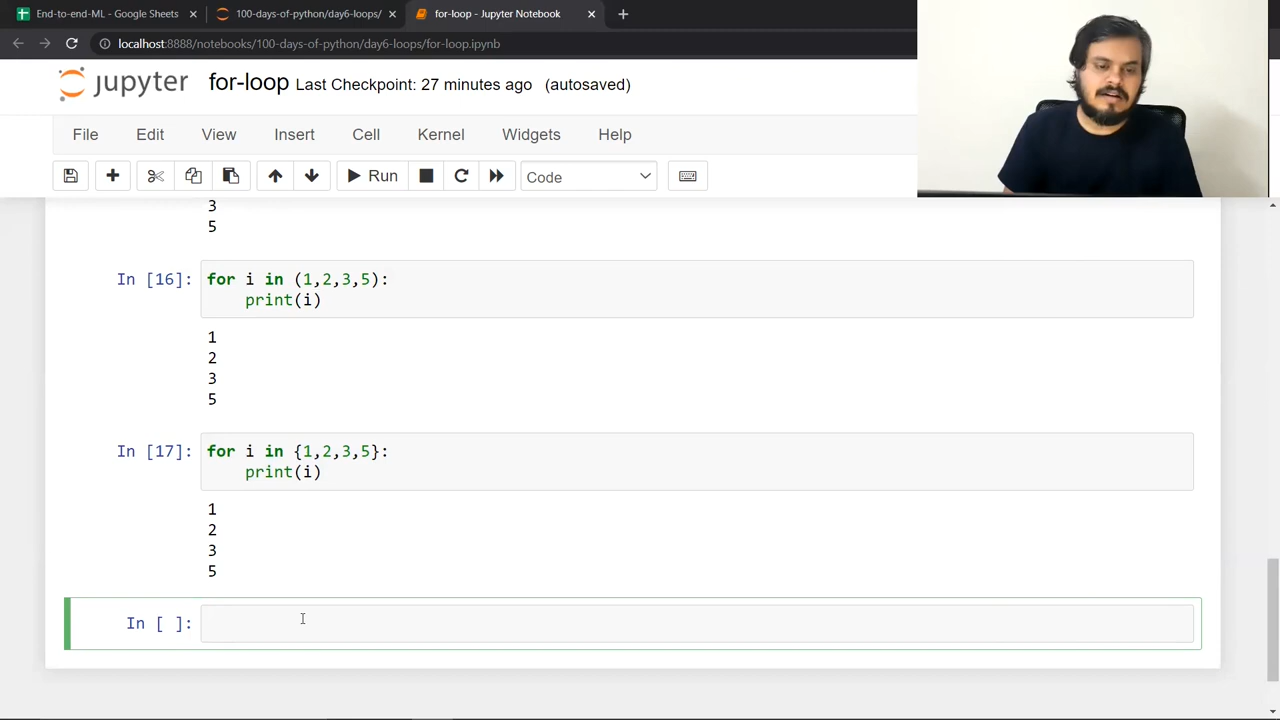 End-to-end-ML - Google Sheets
100-days-of-python/day6-loops/
for-loop - Jupyter Notebook
localhost:8888/notebooks/100-days-of-python/day6-loops/for-loop.ipynb
jupyter for-loop Last Checkpoint: 27 minutes ago (autosaved)
File Edit View Insert Cell Kernel Widgets Help
Run Code
3
5
In [16]: for i in (1,2,3,5):
print(i)
1
2
3
5
In [17]: for i in {1,2,3,5}:
print(i)
1
2
3
5
In [ ]: